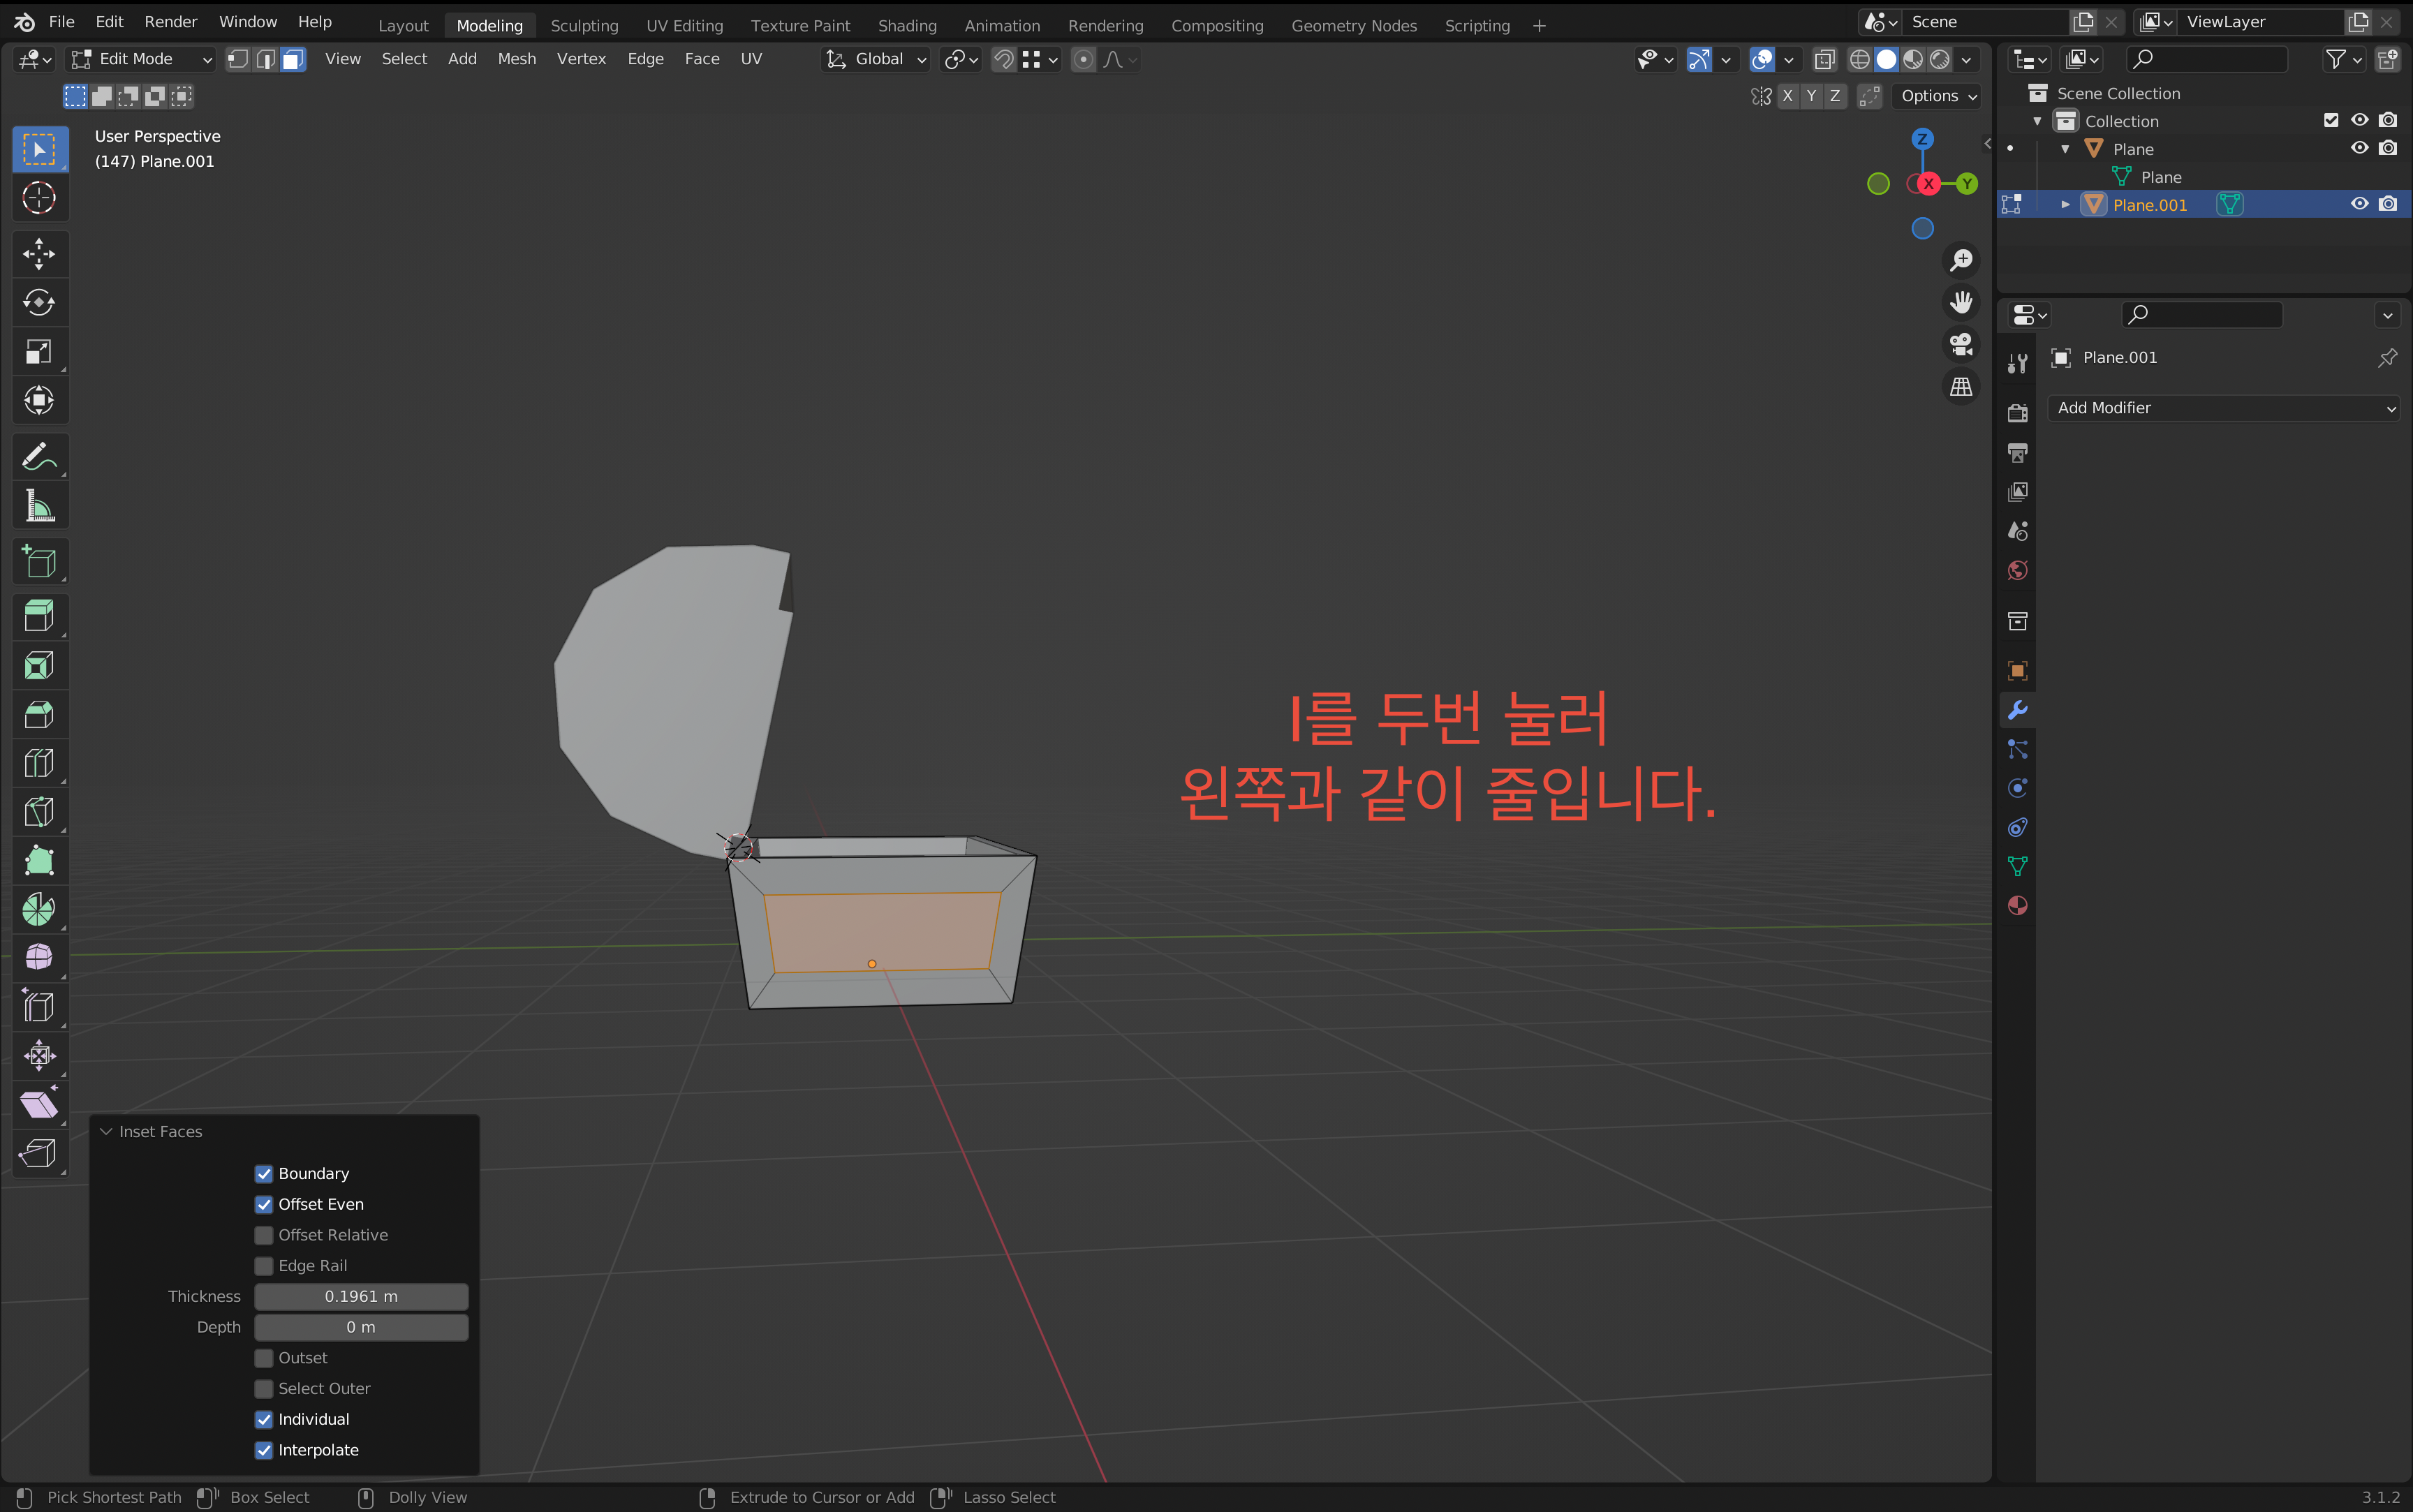 File Edit Render Window Help Layout Modeling Sculpting UV Editing Texture Paint Shading Animation Rendering Compositing Geometry Nodes Scripting + Scene ViewLayer
Edit Mode View Select Add Mesh Vertex Edge Face UV Global
X Y Z Options
User Perspective
(147) Plane.001
Z
X Y
Scene Collection
Collection
Plane
Plane
Plane.001
Plane.001
Add Modifier
I를 두번 눌러
왼쪽과 같이 줄입니다.
Inset Faces
Boundary
Offset Even
Offset Relative
Edge Rail
Thickness 0.1961 m
Depth 0 m
Outset
Select Outer
Individual
Interpolate
Pick Shortest Path Box Select Dolly View Extrude to Cursor or Add Lasso Select 3.1.2